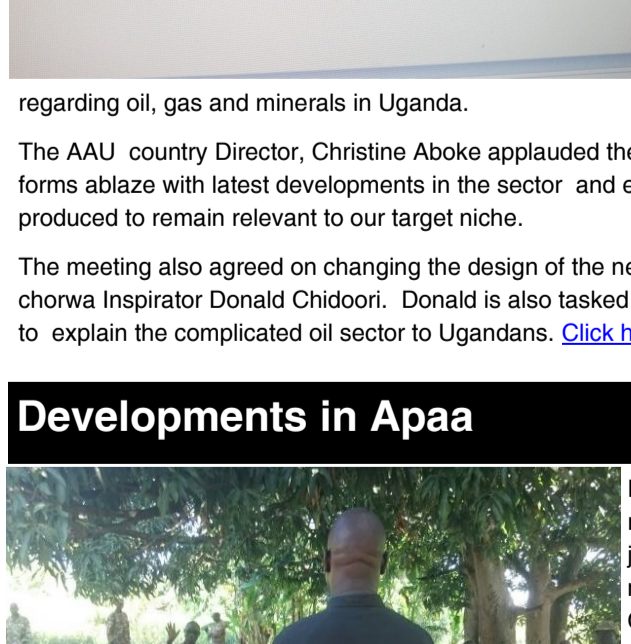 regarding oil, gas and minerals in Uganda.
The AAU country Director, Christine Aboke applauded the
forms ablaze with latest developments in the sector and
produced to remain relevant to our target niche.
The meeting also agreed on changing the design of the
chorwa Inspirator Donald Chidoori. Donald is also tasked
to explain the complicated oil sector to Ugandans. Click
Developments in Apaa